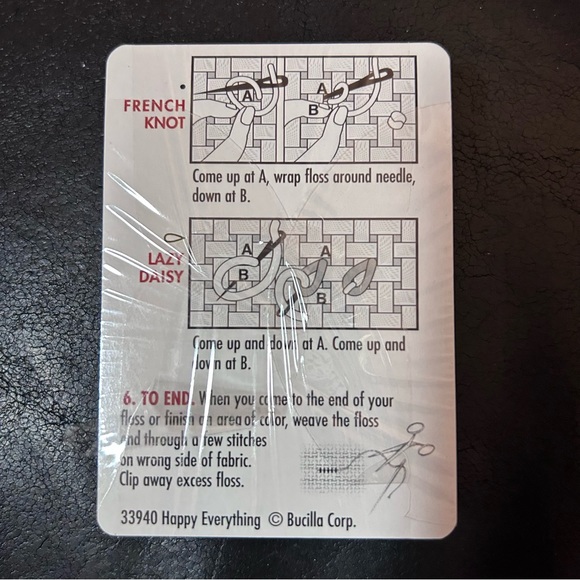 FRENCH
KNOT
A
A
B
Come up at A, wrap floss around needle,
down at B.
LAZY
DAISY
A
B
A
B
Come up and down at A. Come up and
down at B.
6. TO END. When you come to the end of your
floss or finish an area of color, weave the floss
end through a few stitches
on wrong side of fabric.
Clip away excess floss.
33940 Happy Everything © Bucilla Corp.